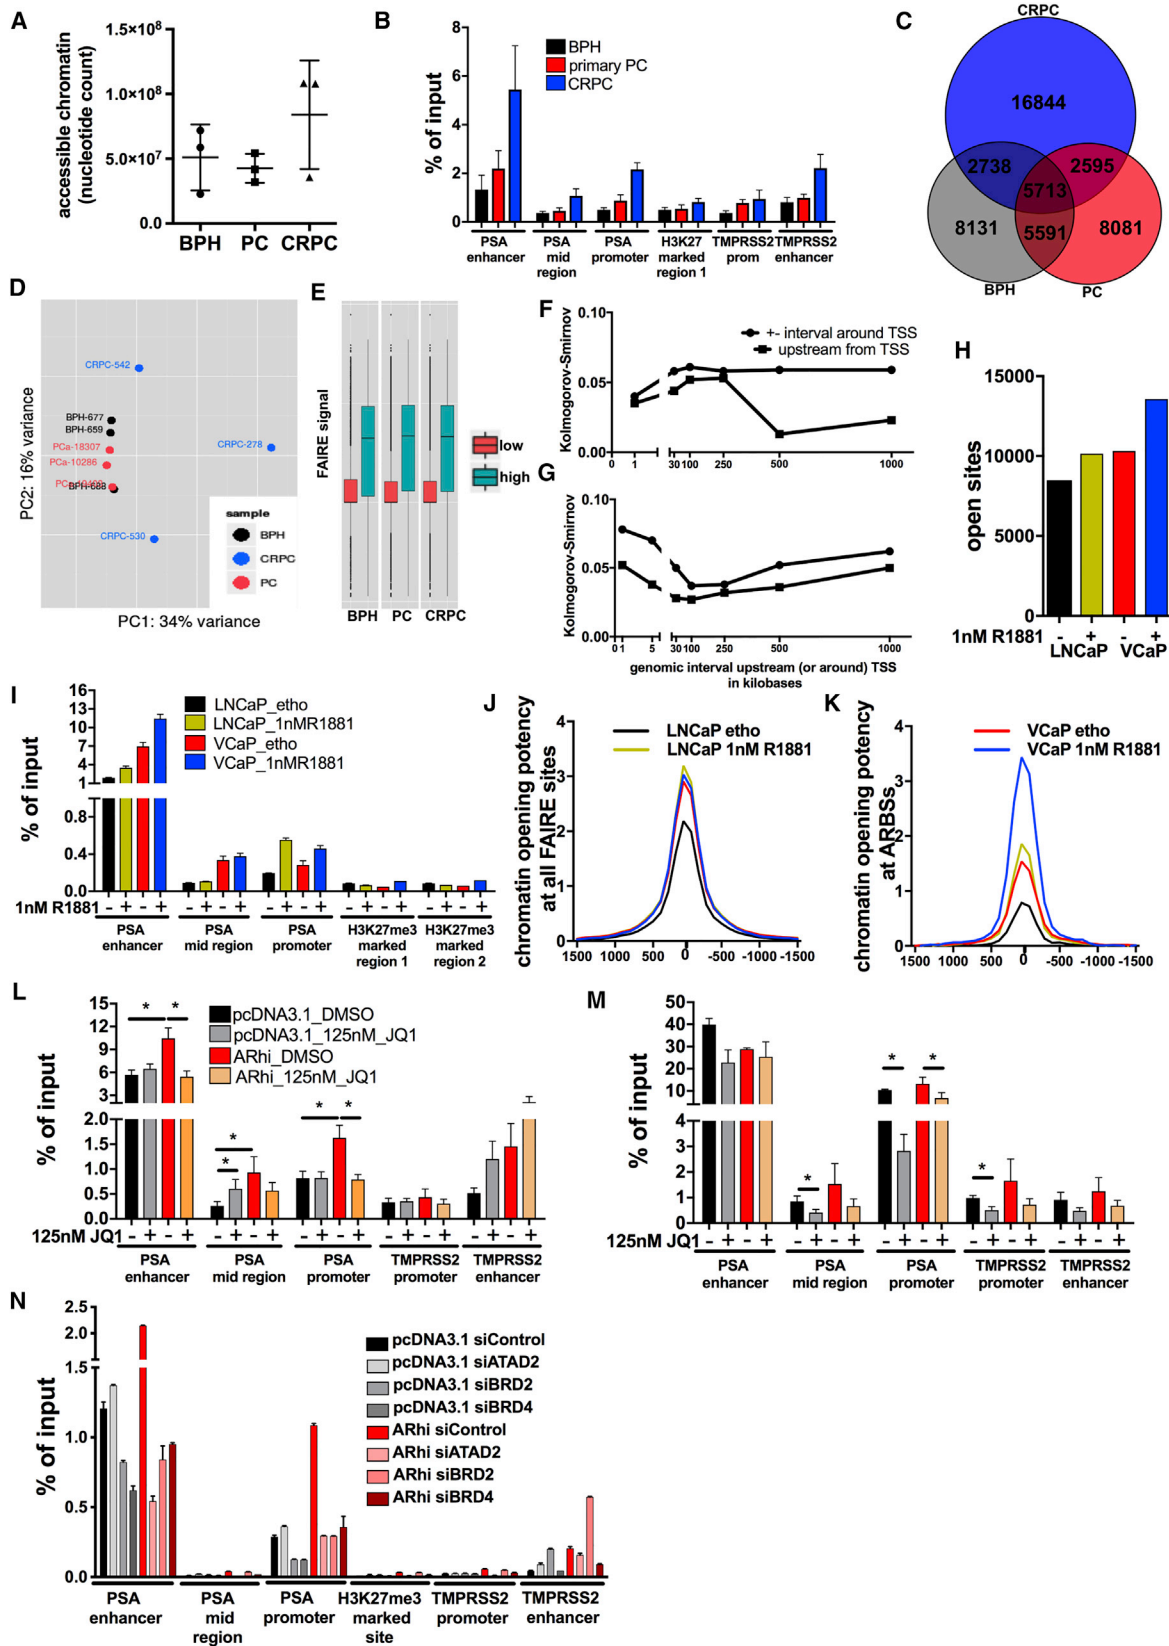 A
accessible chromatin
(nucleotide count)
1.5×10⁸
1.0×10⁸
5.0×10⁷
0.0
BPH PC CRPC
B
% of input
8
6
4
2
0
BPH
primary PC
CRPC
PSA enhancer
PSA mid region
PSA promoter
H3K27 marked region 1
TMPRSS2 prom
TMPRSS2 enhancer
C
CRPC
16844
2738
2595
5713
8131
5591
8081
BPH
PC
D
PC2: 16% variance
CRPC-542
BPH-677
BPH-659
PCa-18307
PCa-10286
BPH-688
CRPC-278
CRPC-530
sample
BPH
CRPC
PC
PC1: 34% variance
E
FAIRE signal
low
high
BPH PC CRPC
F
Kolmogorov-Smirnov
0.10
0.05
0.00
+- interval around TSS
upstream from TSS
0 1 30 100 250 500 1000
G
Kolmogorov-Smirnov
0.10
0.05
0.00
0 1 5 30 100 250 500 1000
genomic interval upstream (or around) TSS
in kilobases
H
open sites
15000
10000
5000
0
1nM R1881 - + - +
LNCaP VCaP
I
% of input
16
13
10
7
4
1
0.8
0.4
0.0
LNCaP_etho
LNCaP_1nMR1881
VCaP_etho
VCaP_1nMR1881
1nM R1881 - + - + - + - + - + - + - + - + - + - +
PSA enhancer
PSA mid region
PSA promoter
H3K27me3 marked region 1
H3K27me3 marked region 2
J
chromatin opening potency
at all FAIRE sites
4
3
2
1
0
LNCaP etho
LNCaP 1nM R1881
1500 1000 500 0 -500 -1000 -1500
K
chromatin opening potency
at ARBSs
4
3
2
1
0
VCaP etho
VCaP 1nM R1881
1500 1000 500 0 -500 -1000 -1500
L
% of input
15
12
9
6
3
2.0
1.5
1.0
0.5
0.0
* * * * * *
pcDNA3.1_DMSO
pcDNA3.1_125nM_JQ1
ARhi_DMSO
ARhi_125nM_JQ1
125nM JQ1 - + - + - + - + - + - + - + - + - + - +
PSA enhancer
PSA mid region
PSA promoter
TMPRSS2 promoter
TMPRSS2 enhancer
M
% of input
50
40
30
20
10
4
3
2
1
0
* * * *
125nM JQ1 - + - + - + - + - + - + - + - + - + - +
PSA enhancer
PSA mid region
PSA promoter
TMPRSS2 promoter
TMPRSS2 enhancer
N
% of input
2.5
2.0
1.5
1.0
0.5
0.0
pcDNA3.1 siControl
pcDNA3.1 siATAD2
pcDNA3.1 siBRD2
pcDNA3.1 siBRD4
ARhi siControl
ARhi siATAD2
ARhi siBRD2
ARhi siBRD4
PSA enhancer
PSA mid region
PSA promoter
H3K27me3 marked site
TMPRSS2 promoter
TMPRSS2 enhancer